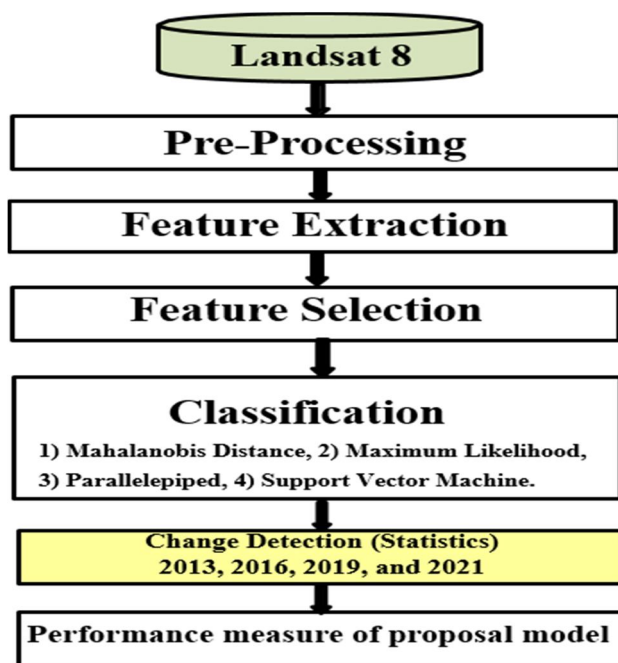 Landsat 8
Pre-Processing
Feature Extraction
Feature Selection
Classification
1) Mahalanobis Distance, 2) Maximum Likelihood,
3) Parallelepiped, 4) Support Vector Machine.
Change Detection (Statistics)
2013, 2016, 2019, and 2021
Performance measure of proposal model